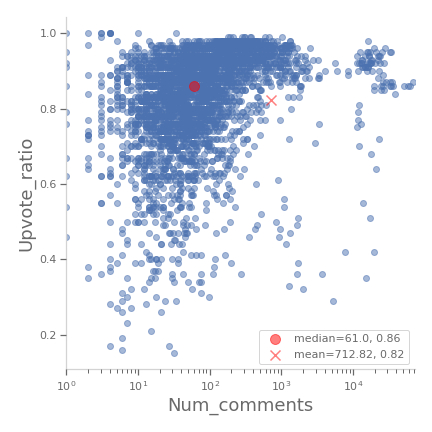 1.0
0.8
0.6
0.4
0.2
Upvote_ratio
10⁰ 10¹ 10² 10³ 10⁴
Num_comments
median=61.0, 0.86
mean=712.82, 0.82